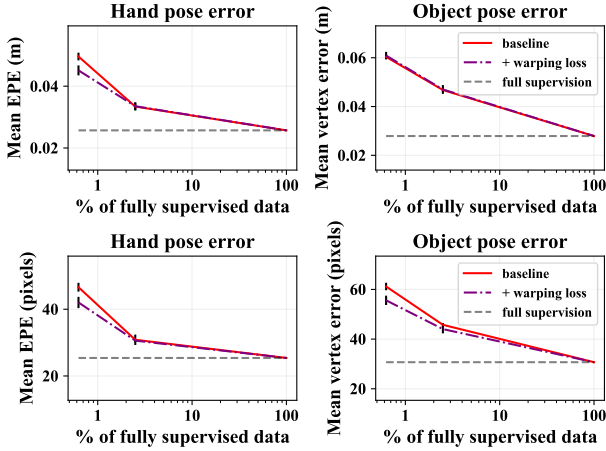 Hand pose error
Mean EPE (m)
0.04
0.02
1
10
100
% of fully supervised data
Object pose error
Mean vertex error (m)
0.06
0.04
0.02
baseline
+ warping loss
full supervision
1
10
100
% of fully supervised data
Hand pose error
Mean EPE (pixels)
40
20
1
10
100
% of fully supervised data
Object pose error
Mean vertex error (pixels)
60
40
20
baseline
+ warping loss
full supervision
1
10
100
% of fully supervised data